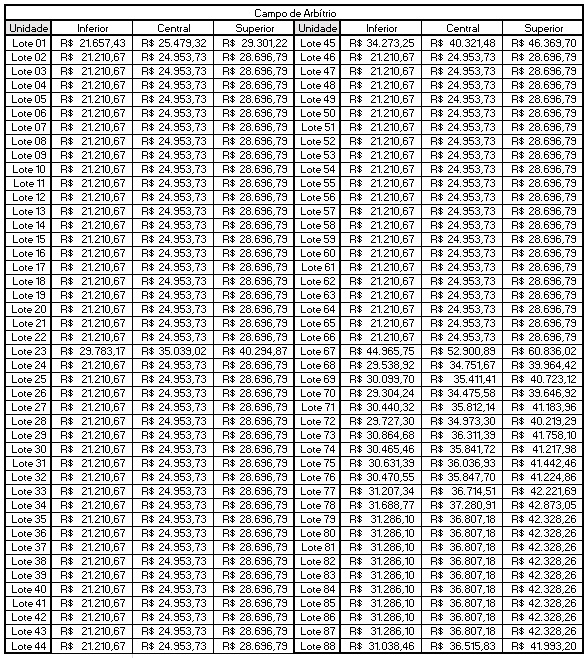 Campo de Arbítrio
Unidade Inferior Central Superior Unidade Inferior Central Superior
Lote 01 R$ 21.657,43 R$ 25.479,32 R$ 29.301,22 Lote 45 R$ 34.273,25 R$ 40.321,48 R$ 46.369,70
Lote 02 R$ 21.210,67 R$ 24.953,73 R$ 28.696,79 Lote 46 R$ 21.210,67 R$ 24.953,73 R$ 28.696,79
Lote 03 R$ 21.210,67 R$ 24.953,73 R$ 28.696,79 Lote 47 R$ 21.210,67 R$ 24.953,73 R$ 28.696,79
Lote 04 R$ 21.210,67 R$ 24.953,73 R$ 28.696,79 Lote 48 R$ 21.210,67 R$ 24.953,73 R$ 28.696,79
Lote 05 R$ 21.210,67 R$ 24.953,73 R$ 28.696,79 Lote 49 R$ 21.210,67 R$ 24.953,73 R$ 28.696,79
Lote 06 R$ 21.210,67 R$ 24.953,73 R$ 28.696,79 Lote 50 R$ 21.210,67 R$ 24.953,73 R$ 28.696,79
Lote 07 R$ 21.210,67 R$ 24.953,73 R$ 28.696,79 Lote 51 R$ 21.210,67 R$ 24.953,73 R$ 28.696,79
Lote 08 R$ 21.210,67 R$ 24.953,73 R$ 28.696,79 Lote 52 R$ 21.210,67 R$ 24.953,73 R$ 28.696,79
Lote 09 R$ 21.210,67 R$ 24.953,73 R$ 28.696,79 Lote 53 R$ 21.210,67 R$ 24.953,73 R$ 28.696,79
Lote 10 R$ 21.210,67 R$ 24.953,73 R$ 28.696,79 Lote 54 R$ 21.210,67 R$ 24.953,73 R$ 28.696,79
Lote 11 R$ 21.210,67 R$ 24.953,73 R$ 28.696,79 Lote 55 R$ 21.210,67 R$ 24.953,73 R$ 28.696,79
Lote 12 R$ 21.210,67 R$ 24.953,73 R$ 28.696,79 Lote 56 R$ 21.210,67 R$ 24.953,73 R$ 28.696,79
Lote 13 R$ 21.210,67 R$ 24.953,73 R$ 28.696,79 Lote 57 R$ 21.210,67 R$ 24.953,73 R$ 28.696,79
Lote 14 R$ 21.210,67 R$ 24.953,73 R$ 28.696,79 Lote 58 R$ 21.210,67 R$ 24.953,73 R$ 28.696,79
Lote 15 R$ 21.210,67 R$ 24.953,73 R$ 28.696,79 Lote 59 R$ 21.210,67 R$ 24.953,73 R$ 28.696,79
Lote 16 R$ 21.210,67 R$ 24.953,73 R$ 28.696,79 Lote 60 R$ 21.210,67 R$ 24.953,73 R$ 28.696,79
Lote 17 R$ 21.210,67 R$ 24.953,73 R$ 28.696,79 Lote 61 R$ 21.210,67 R$ 24.953,73 R$ 28.696,79
Lote 18 R$ 21.210,67 R$ 24.953,73 R$ 28.696,79 Lote 62 R$ 21.210,67 R$ 24.953,73 R$ 28.696,79
Lote 19 R$ 21.210,67 R$ 24.953,73 R$ 28.696,79 Lote 63 R$ 21.210,67 R$ 24.953,73 R$ 28.696,79
Lote 20 R$ 21.210,67 R$ 24.953,73 R$ 28.696,79 Lote 64 R$ 21.210,67 R$ 24.953,73 R$ 28.696,79
Lote 21 R$ 21.210,67 R$ 24.953,73 R$ 28.696,79 Lote 65 R$ 21.210,67 R$ 24.953,73 R$ 28.696,79
Lote 22 R$ 21.210,67 R$ 24.953,73 R$ 28.696,79 Lote 66 R$ 21.210,67 R$ 24.953,73 R$ 28.696,79
Lote 23 R$ 29.783,17 R$ 35.039,02 R$ 40.294,87 Lote 67 R$ 44.965,75 R$ 52.900,89 R$ 60.836,02
Lote 24 R$ 21.210,67 R$ 24.953,73 R$ 28.696,79 Lote 68 R$ 29.538,92 R$ 34.751,67 R$ 39.964,42
Lote 25 R$ 21.210,67 R$ 24.953,73 R$ 28.696,79 Lote 69 R$ 30.099,70 R$ 35.411,41 R$ 40.723,12
Lote 26 R$ 21.210,67 R$ 24.953,73 R$ 28.696,79 Lote 70 R$ 29.304,24 R$ 34.475,58 R$ 39.646,92
Lote 27 R$ 21.210,67 R$ 24.953,73 R$ 28.696,79 Lote 71 R$ 30.440,32 R$ 35.812,14 R$ 41.183,96
Lote 28 R$ 21.210,67 R$ 24.953,73 R$ 28.696,79 Lote 72 R$ 29.727,30 R$ 34.973,30 R$ 40.219,29
Lote 29 R$ 21.210,67 R$ 24.953,73 R$ 28.696,79 Lote 73 R$ 30.864,68 R$ 36.311,39 R$ 41.758,10
Lote 30 R$ 21.210,67 R$ 24.953,73 R$ 28.696,79 Lote 74 R$ 30.465,46 R$ 35.841,72 R$ 41.217,98
Lote 31 R$ 21.210,67 R$ 24.953,73 R$ 28.696,79 Lote 75 R$ 30.631,39 R$ 36.036,93 R$ 41.442,46
Lote 32 R$ 21.210,67 R$ 24.953,73 R$ 28.696,79 Lote 76 R$ 30.470,55 R$ 35.847,70 R$ 41.224,86
Lote 33 R$ 21.210,67 R$ 24.953,73 R$ 28.696,79 Lote 77 R$ 31.207,34 R$ 36.714,51 R$ 42.221,69
Lote 34 R$ 21.210,67 R$ 24.953,73 R$ 28.696,79 Lote 78 R$ 31.688,77 R$ 37.280,91 R$ 42.873,05
Lote 35 R$ 21.210,67 R$ 24.953,73 R$ 28.696,79 Lote 79 R$ 31.286,10 R$ 36.807,18 R$ 42.328,26
Lote 36 R$ 21.210,67 R$ 24.953,73 R$ 28.696,79 Lote 80 R$ 31.286,10 R$ 36.807,18 R$ 42.328,26
Lote 37 R$ 21.210,67 R$ 24.953,73 R$ 28.696,79 Lote 81 R$ 31.286,10 R$ 36.807,18 R$ 42.328,26
Lote 38 R$ 21.210,67 R$ 24.953,73 R$ 28.696,79 Lote 82 R$ 31.286,10 R$ 36.807,18 R$ 42.328,26
Lote 39 R$ 21.210,67 R$ 24.953,73 R$ 28.696,79 Lote 83 R$ 31.286,10 R$ 36.807,18 R$ 42.328,26
Lote 40 R$ 21.210,67 R$ 24.953,73 R$ 28.696,79 Lote 84 R$ 31.286,10 R$ 36.807,18 R$ 42.328,26
Lote 41 R$ 21.210,67 R$ 24.953,73 R$ 28.696,79 Lote 85 R$ 31.286,10 R$ 36.807,18 R$ 42.328,26
Lote 42 R$ 21.210,67 R$ 24.953,73 R$ 28.696,79 Lote 86 R$ 31.286,10 R$ 36.807,18 R$ 42.328,26
Lote 43 R$ 21.210,67 R$ 24.953,73 R$ 28.696,79 Lote 87 R$ 31.286,10 R$ 36.807,18 R$ 42.328,26
Lote 44 R$ 21.210,67 R$ 24.953,73 R$ 28.696,79 Lote 88 R$ 31.038,46 R$ 36.515,83 R$ 41.993,20